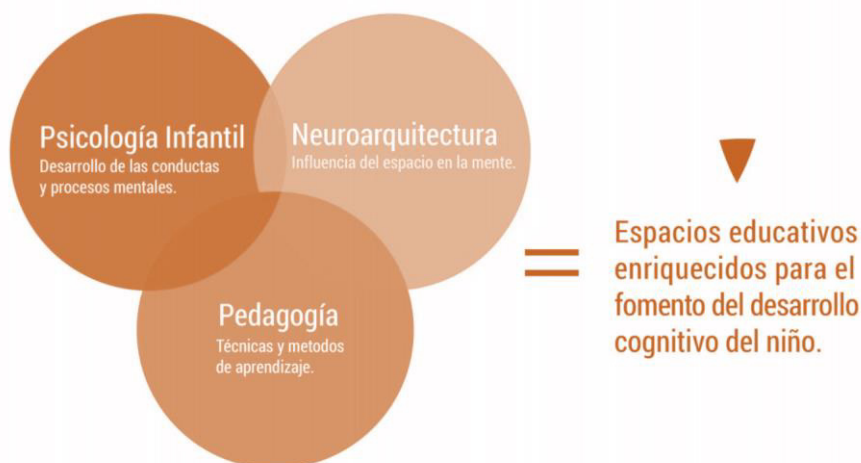 Psicología Infantil
Desarrollo de las conductas
y procesos mentales.
Neuroarquitectura
Influencia del espacio en la mente.
Pedagogía
Técnicas y metodos
de aprendizaje.
=
Espacios educativos
enriquecidos para el
fomento del desarrollo
cognitivo del niño.